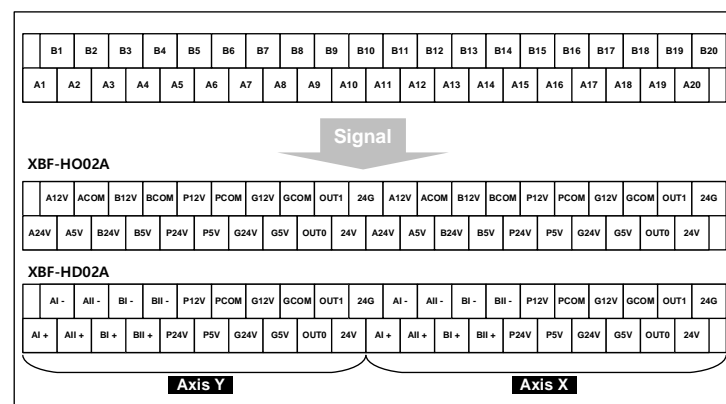 B1 B2 B3 B4 B5 B6 B7 B8 B9 B10 B11 B12 B13 B14 B15 B16 B17 B18 B19 B20
A1 A2 A3 A4 A5 A6 A7 A8 A9 A10 A11 A12 A13 A14 A15 A16 A17 A18 A19 A20
Signal
XBF-HO02A
A12V ACOM B12V BCOM P12V PCOM G12V GCOM OUT1 24G A12V ACOM B12V BCOM P12V PCOM G12V GCOM OUT1 24G
A24V A5V B24V B5V P24V P5V G24V G5V OUT0 24V A24V A5V B24V B5V P24V P5V G24V G5V OUT0 24V
XBF-HD02A
AI - AII - BI - BII - P12V PCOM G12V GCOM OUT1 24G AI - AII - BI - BII - P12V PCOM G12V GCOM OUT1 24G
AI + AII + BI + BII + P24V P5V G24V G5V OUT0 24V AI + AII + BI + BII + P24V P5V G24V G5V OUT0 24V
Axis Y Axis X